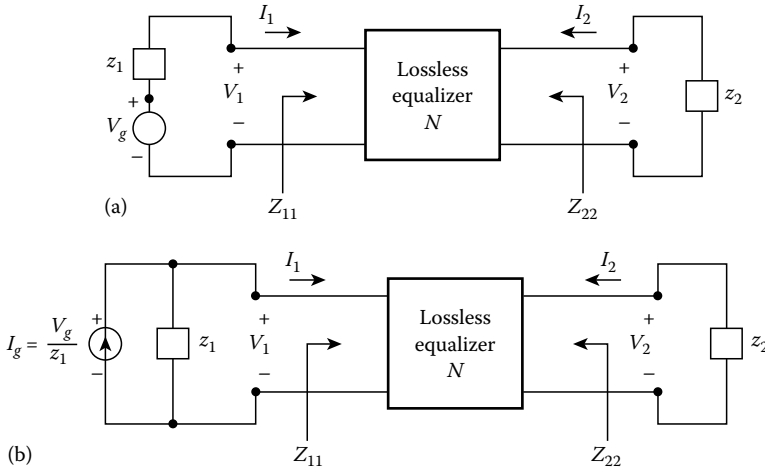 I1 I2
z1 + V1 − Lossless equalizer N + V2 − z2
+ Vg −
Z11 Z22
(a)
I1 I2
Ig = Vg/z1 + − z1 + V1 − Lossless equalizer N + V2 − z2
Z11 Z22
(b)